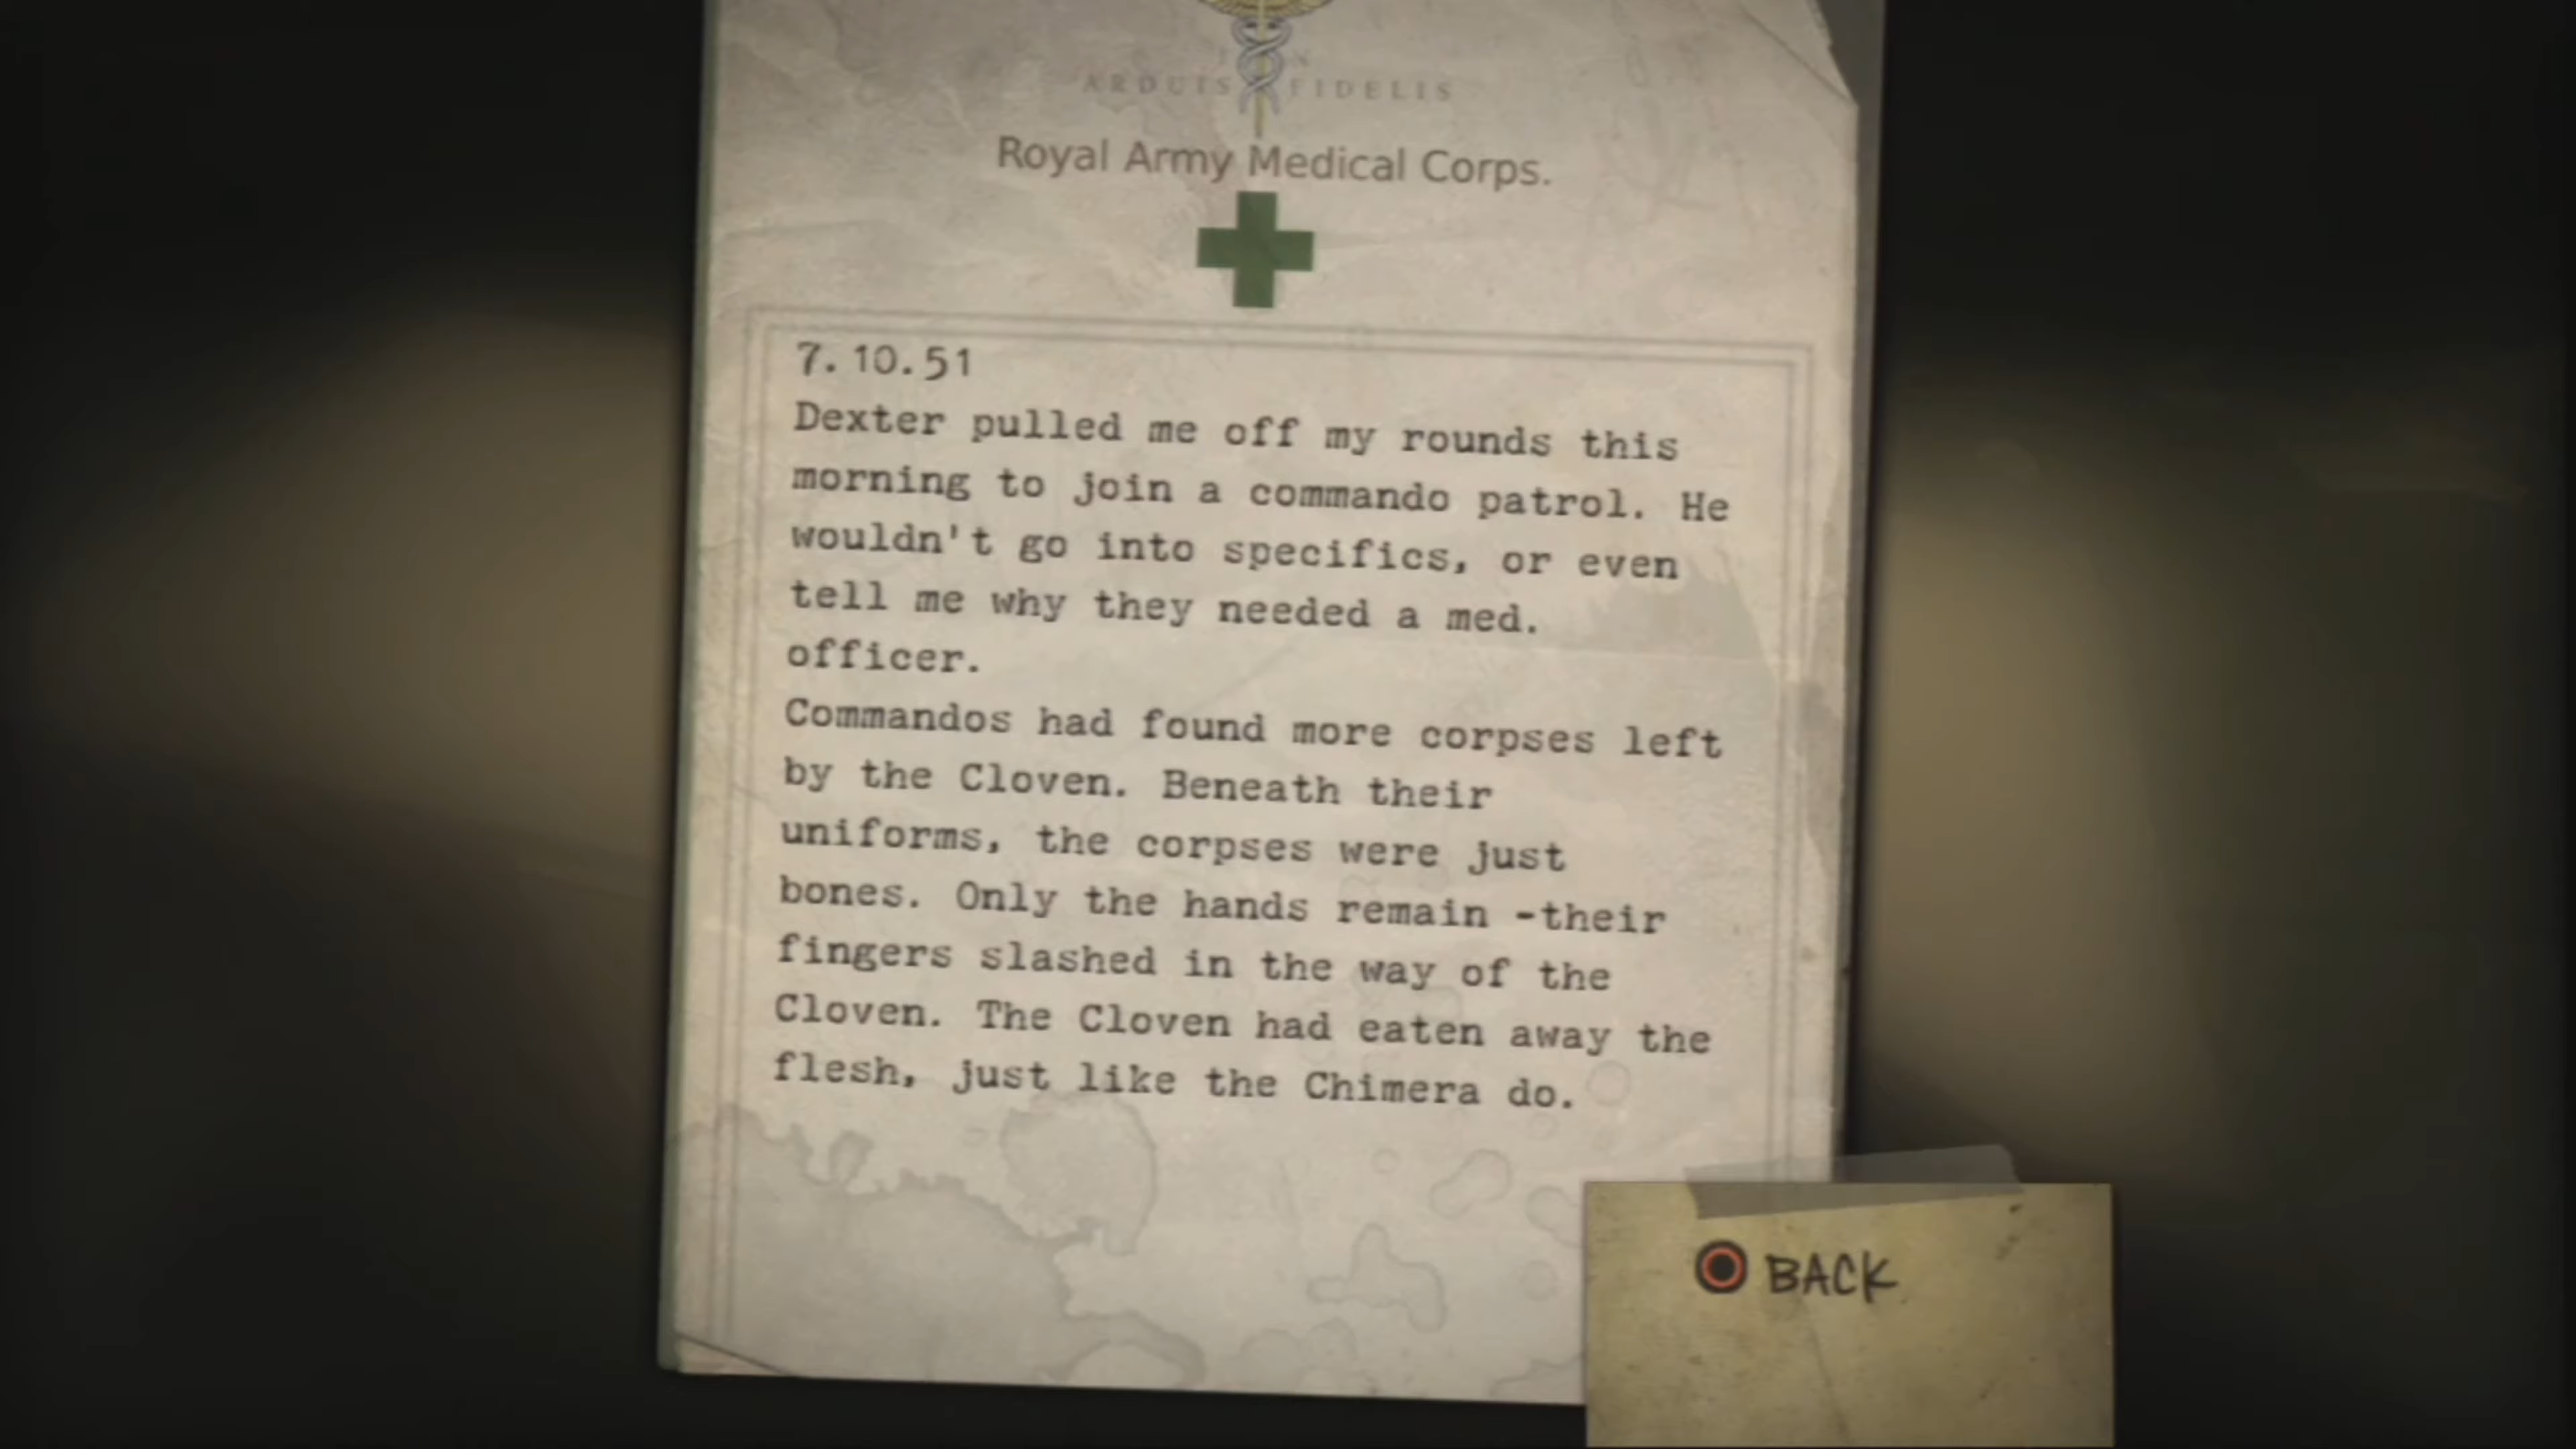 IN
ARDUIS FIDELIS
Royal Army Medical Corps.
7.10.51
Dexter pulled me off my rounds this
morning to join a commando patrol. He
wouldn't go into specifics, or even
tell me why they needed a med.
officer.
Commandos had found more corpses left
by the Cloven. Beneath their
uniforms, the corpses were just
bones. Only the hands remain -their
fingers slashed in the way of the
Cloven. The Cloven had eaten away the
flesh, just like the Chimera do.
BACK